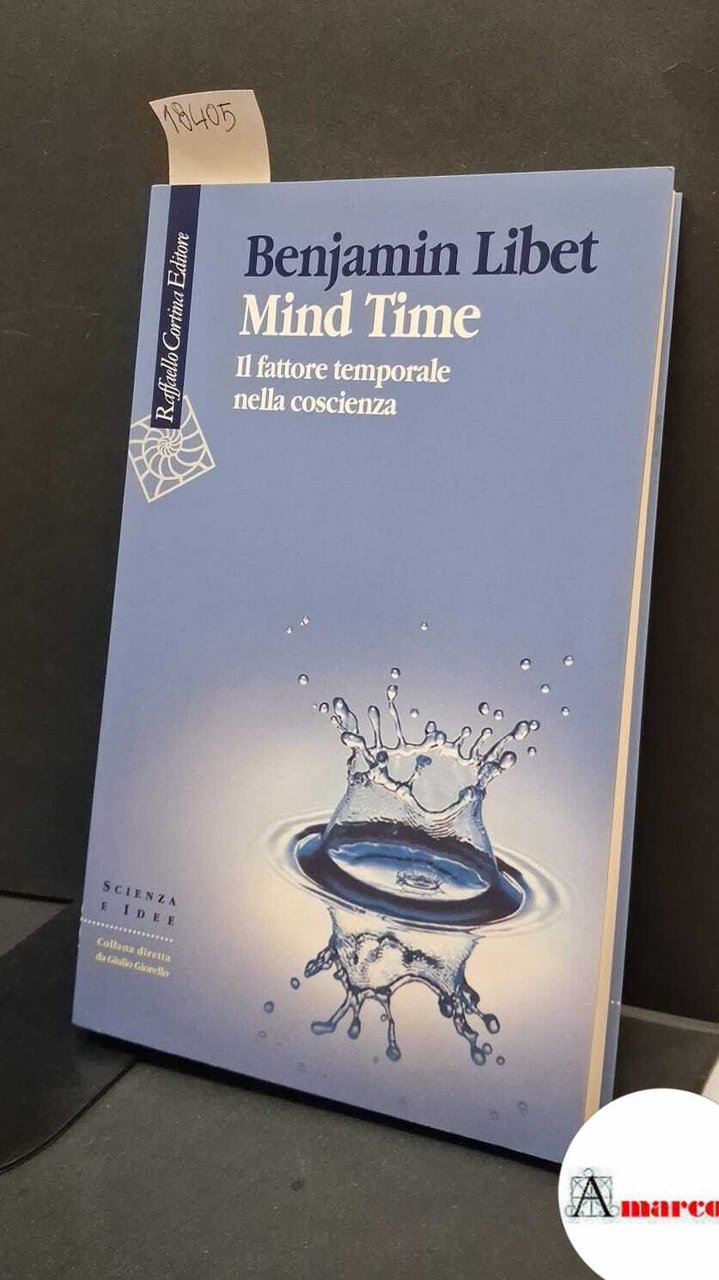 18405
Raffaello Cortina Editore
Benjamin Libet
Mind Time
Il fattore temporale
nella coscienza
SCIENZA
E IDEE
Collana diretta
da Giulio Giorello
Amarco